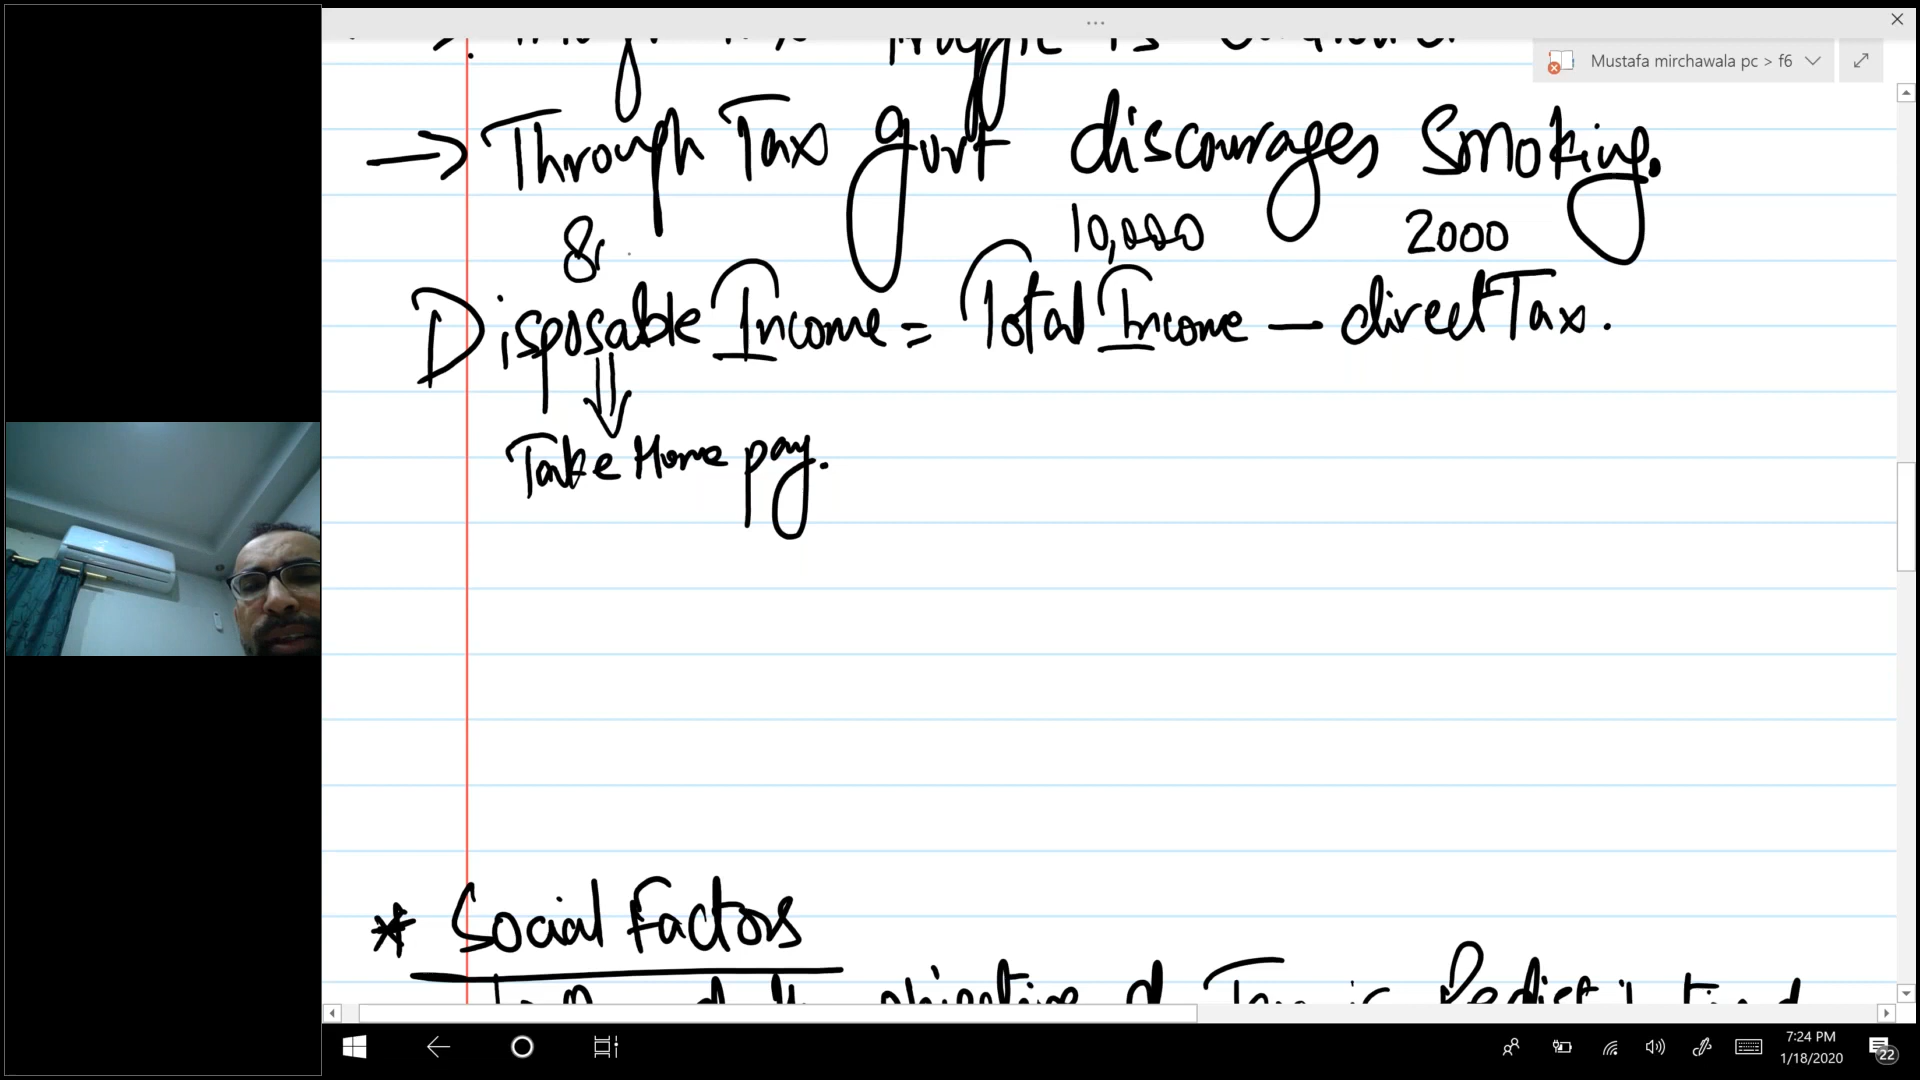 Mustafa mirchawala pc > f6
→ Through Tax govt discourages Smoking.
8 10,000 2000
Disposable Income = Total Income — direct Tax.
Take Home pay.
* Social Factors
7:24 PM
1/18/2020
22